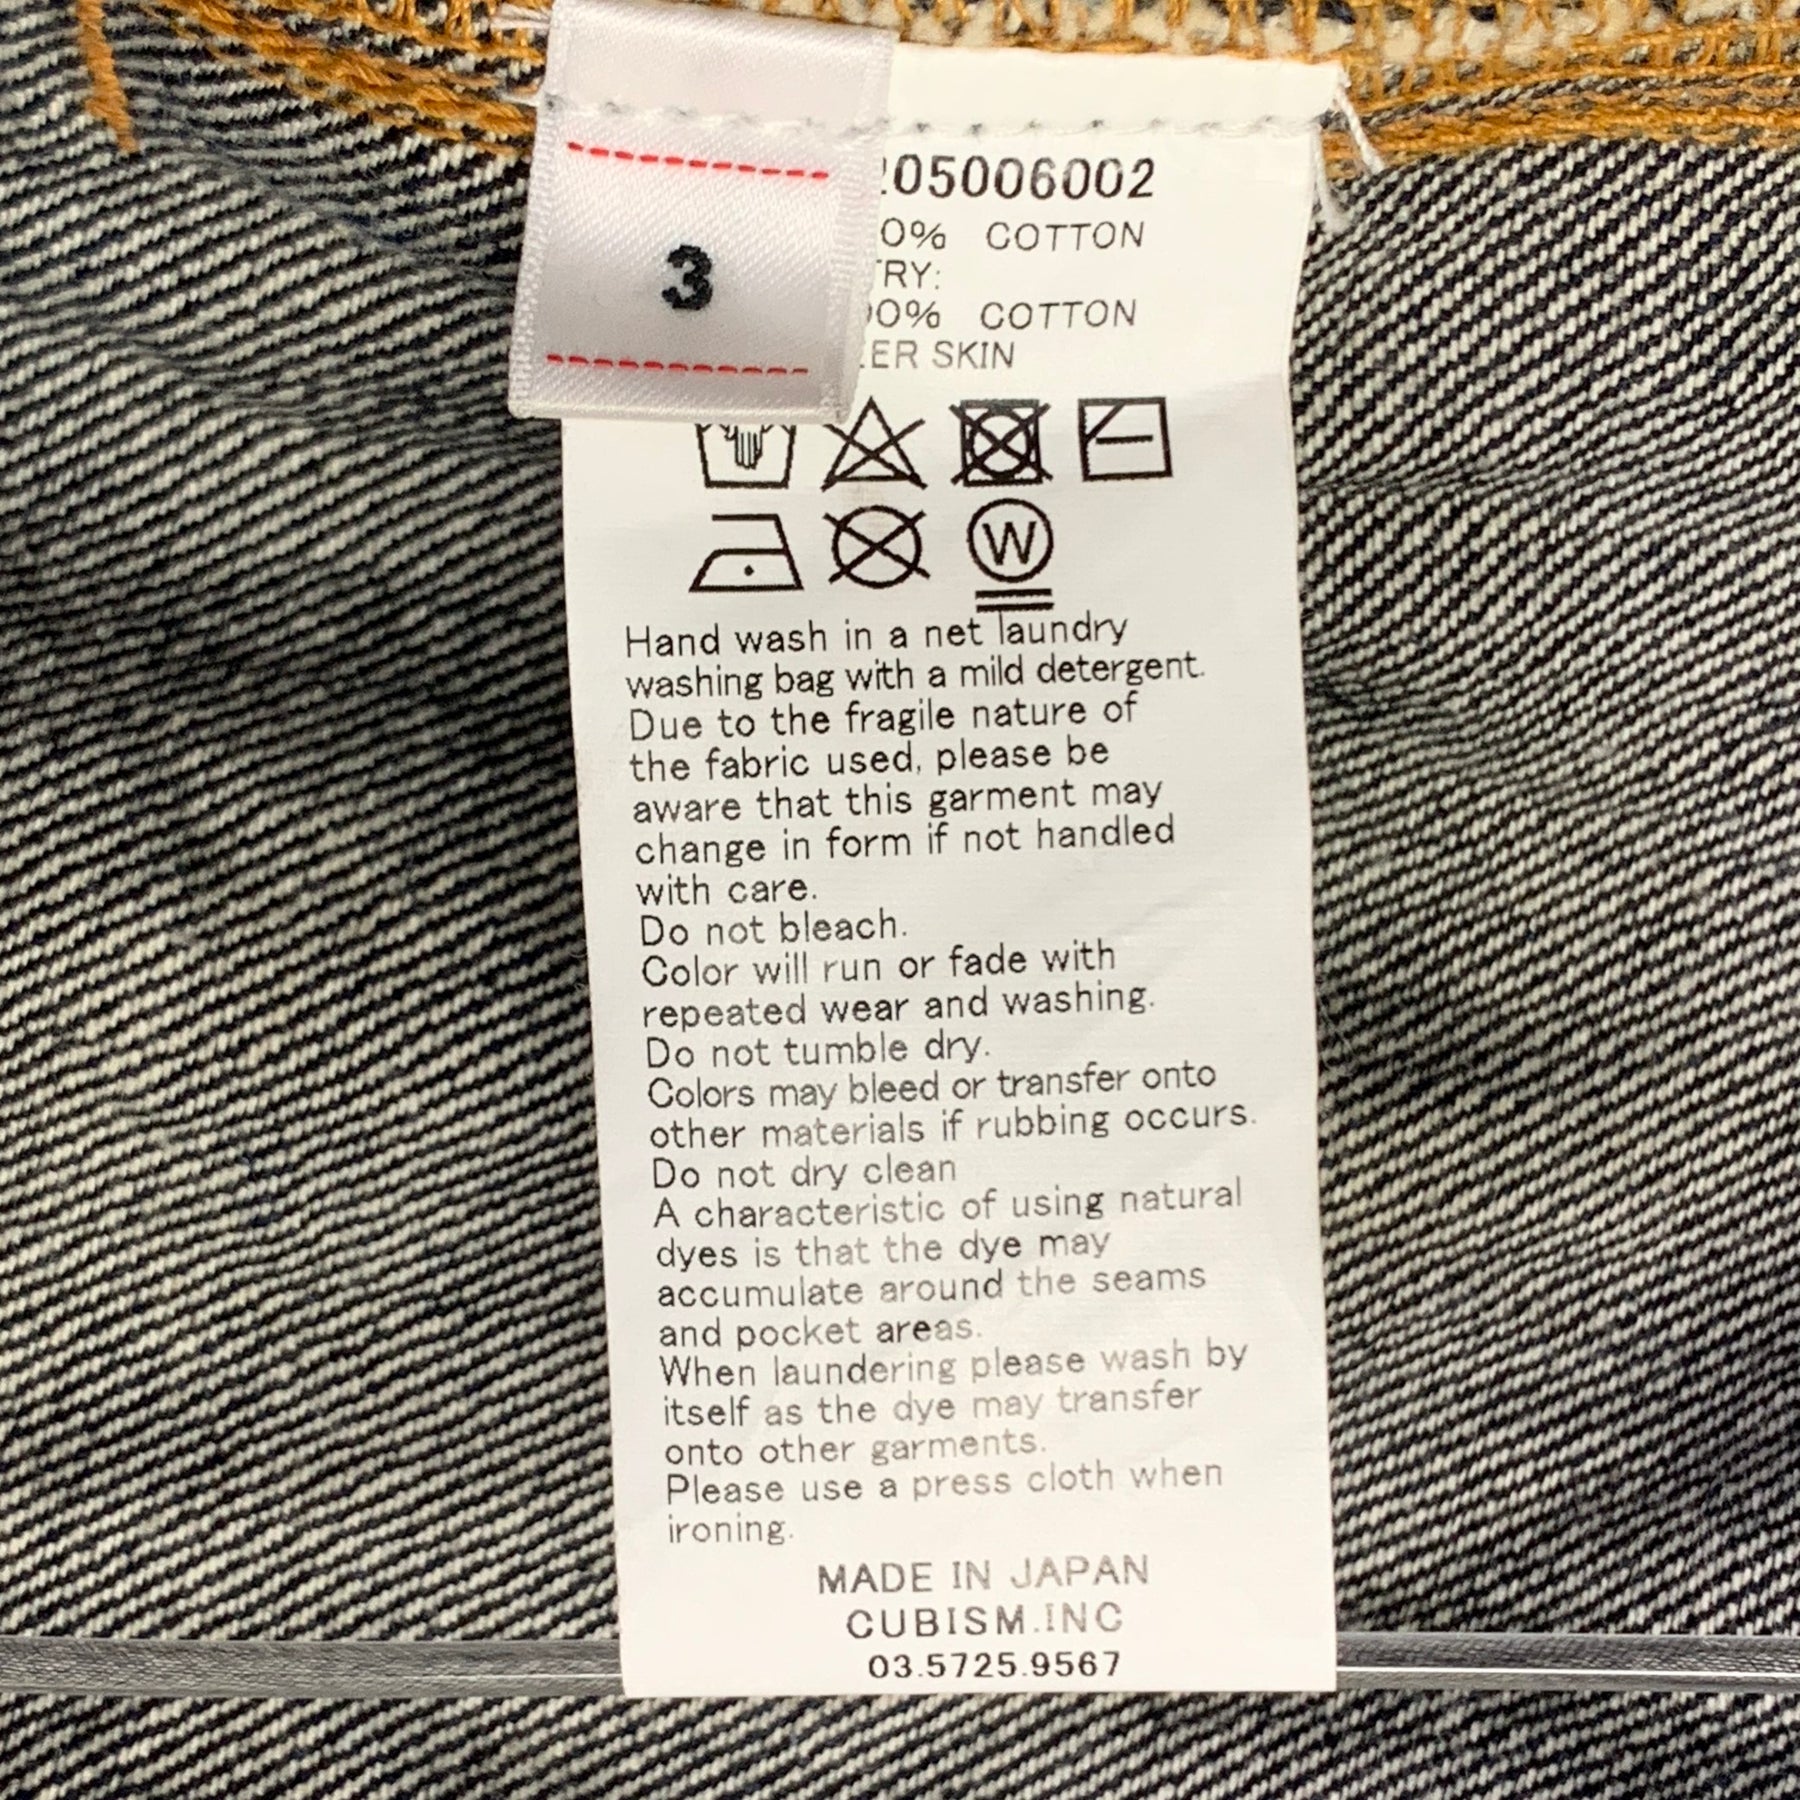 3
205006002
0% COTTON
TRY:
00% COTTON
ER SKIN
W
Hand wash in a net laundry
washing bag with a mild detergent.
Due to the fragile nature of
the fabric used, please be
aware that this garment may
change in form if not handled
with care.
Do not bleach.
Color will run or fade with
repeated wear and washing.
Do not tumble dry.
Colors may bleed or transfer onto
other materials if rubbing occurs.
Do not dry clean
A characteristic of using natural
dyes is that the dye may
accumulate around the seams
and pocket areas.
When laundering please wash by
itself as the dye may transfer
onto other garments.
Please use a press cloth when
ironing.
MADE IN JAPAN
CUBISM.INC
03.5725.9567